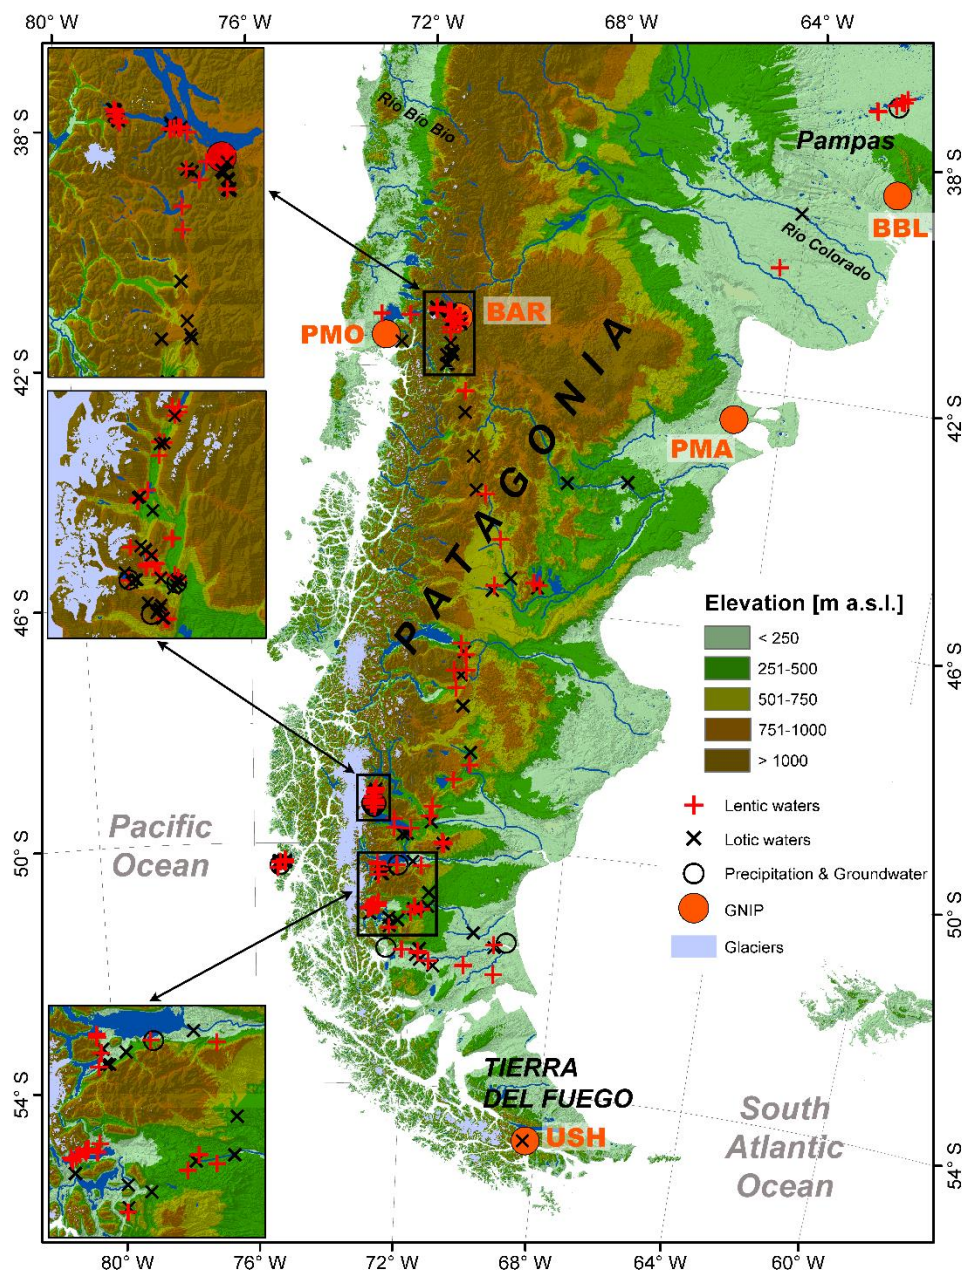 80° W
76° W
72° W
68° W
64° W
38° S
42° S
46° S
50° S
54° S
Rio Bio Bio
Pampas
38° S
BBL
Rio Colorado
BAR
PMO
PATAGONIA
PMA
42° S
Elevation [m a.s.l.]
< 250
251-500
501-750
751-1000
> 1000
46° S
Lentic waters
Lotic waters
Precipitation & Groundwater
GNIP
Glaciers
50° S
Pacific
Ocean
TIERRA
DEL FUEGO
USH
South
Atlantic
Ocean
54° S
80° W
76° W
72° W
68° W
64° W
60° W